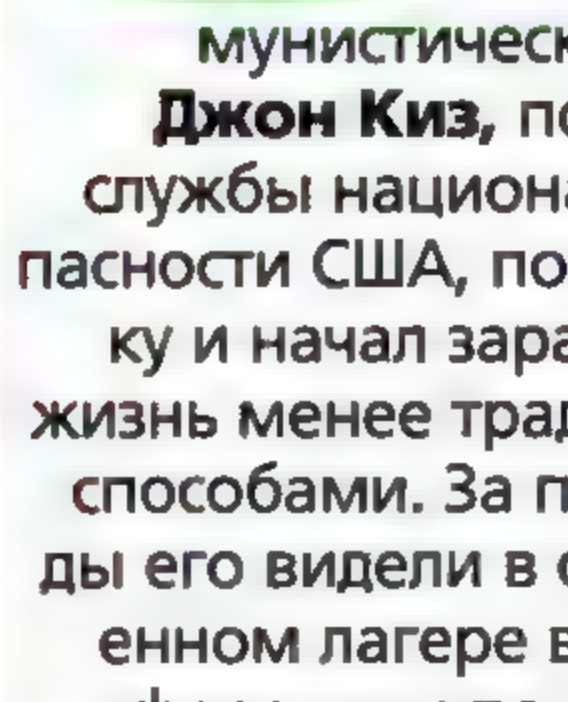 мунистическ
Джон Киз, по
службы национа
пасности США, по
ку и начал зара
жизнь менее трад
способами. За п
ды его видели в
енном лагере в